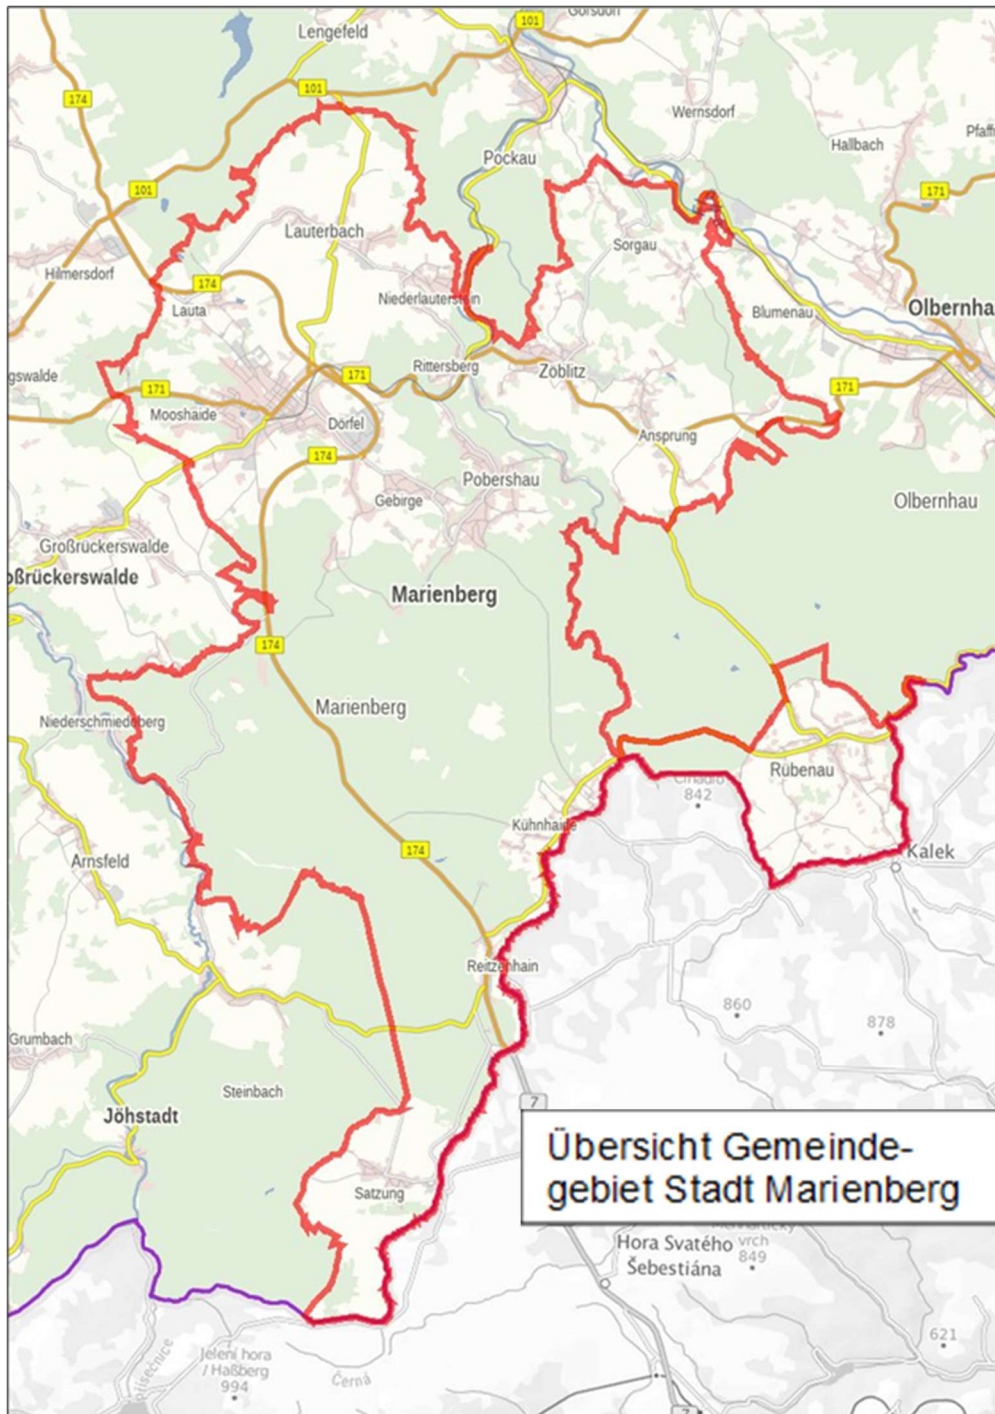 101
Gorsdorf
Lengefeld
174
101
Wernsdorf
Hallbach
Pfaff
Pockau
101
171
Lauterbach
Sorgau
Hilmersdorf
174
Niederlauterstein
Lauta
Blumenau
Olbernha
Rittersberg
Zöblitz
gswalde
171
171
171
Mooshaide
Dörfel
Ansprung
174
Pobershau
Gebirge
Olbernhau
Großrückerswalde
oßrückerswalde
Marienberg
174
Marienberg
Niederschmiedeberg
Rübenau
842
Kühnhaide
174
Kalek
Arnsfeld
Reitzenhain
860
878
Grumbach
Steinbach
7
Jöhstadt
Übersicht Gemeinde-
gebiet Stadt Marienberg
Satzung
vrch
849
Hora Svatého
Šebestiána
621
Jelení hora
/ Haßberg
994
Černá
Přísečnice
7